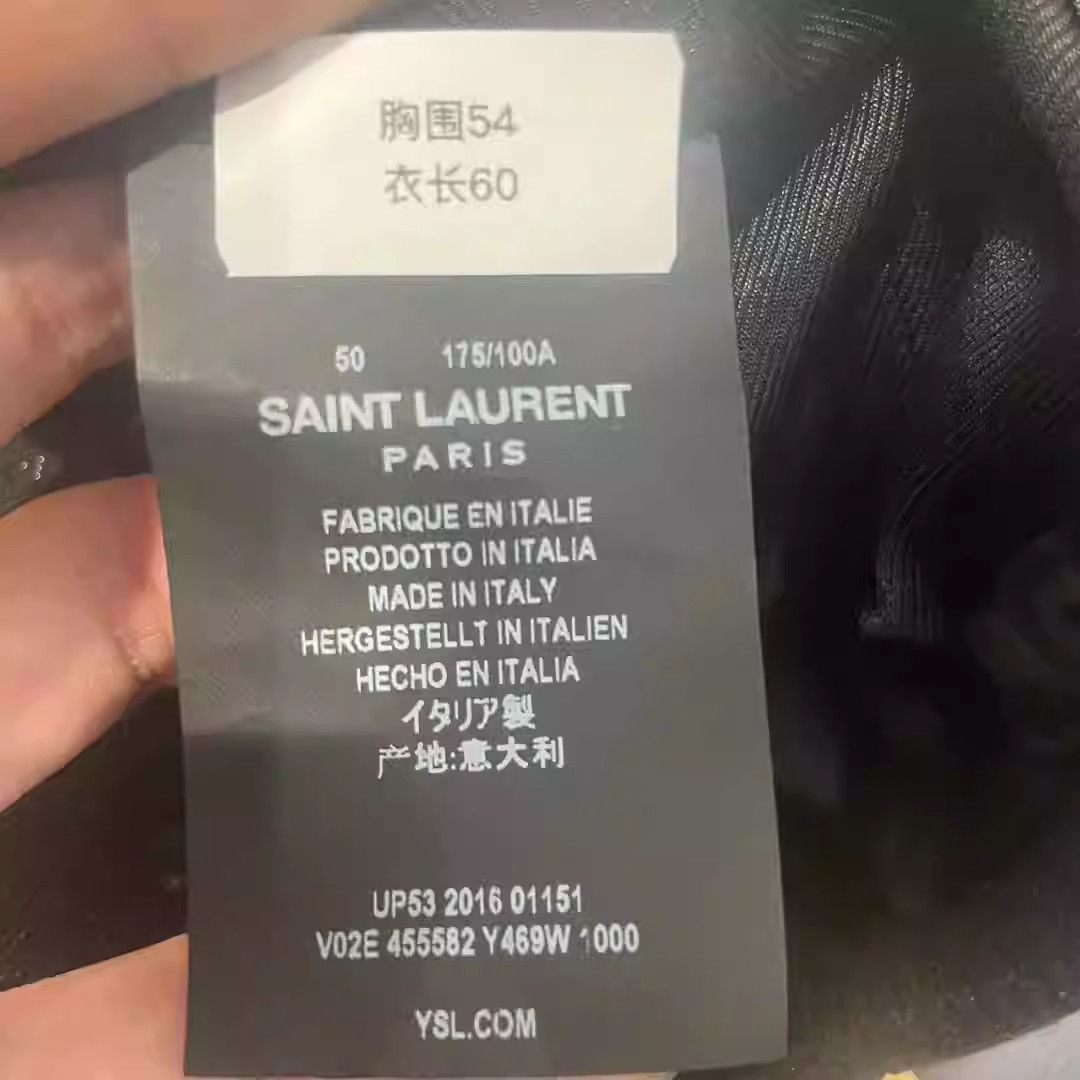 胸围54
衣长60
50 175/100A
SAINT LAURENT
PARIS
FABRIQUE EN ITALIE
PRODOTTO IN ITALIA
MADE IN ITALY
HERGESTELLT IN ITALIEN
HECHO EN ITALIA
イタリア製
产地:意大利
UP53 2016 01151
V02E 455582 Y469W 1000
YSL.COM